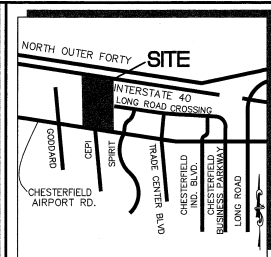 NORTH OUTER FORTY
SITE
INTERSTATE 40
LONG ROAD CROSSING
GODDARD
CEPI
SPIRIT
TRADE CENTER BLVD
CHESTERFIELD
IND. BLVD.
CHESTERFIELD
BUSINESS PARKWAY
LONG ROAD
CHESTERFIELD
AIRPORT RD.